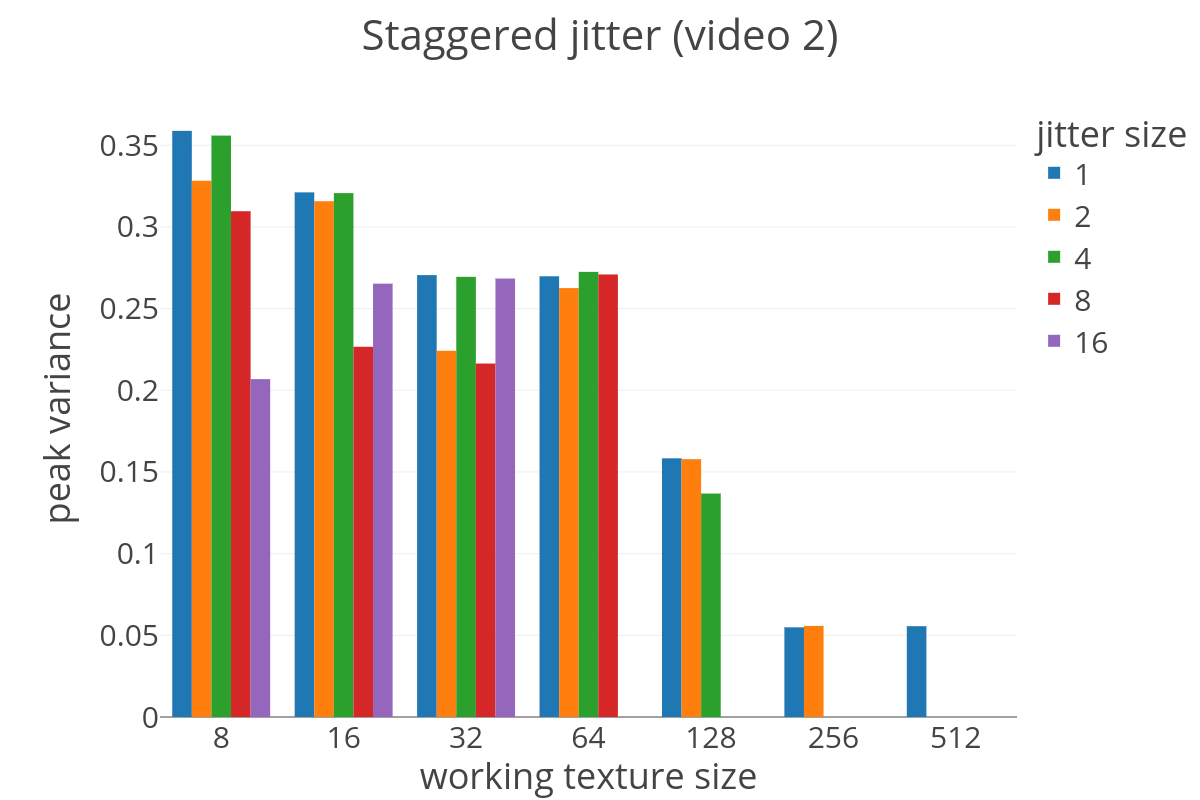 Staggered jitter (video 2)
jitter size
1
2
4
8
16
peak variance
0.35
0.3
0.25
0.2
0.15
0.1
0.05
0
8 16 32 64 128 256 512
working texture size